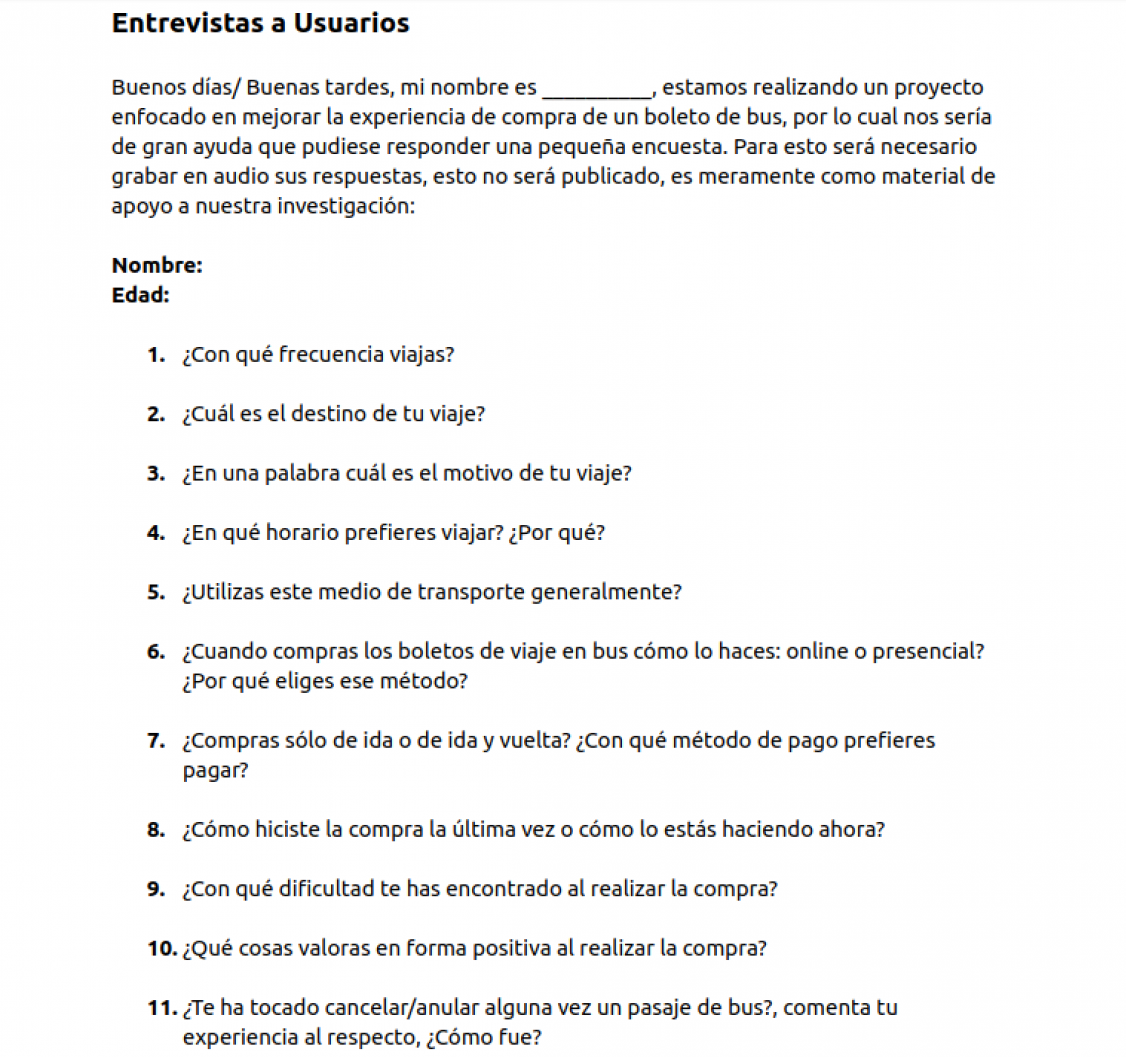 Entrevistas a Usuarios
Buenos días/ Buenas tardes, mi nombre es __________, estamos realizando un proyecto
enfocado en mejorar la experiencia de compra de un boleto de bus, por lo cual nos sería
de gran ayuda que pudiese responder una pequeña encuesta. Para esto será necesario
grabar en audio sus respuestas, esto no será publicado, es meramente como material de
apoyo a nuestra investigación:
Nombre:
Edad:
1. ¿Con qué frecuencia viajas?
2. ¿Cuál es el destino de tu viaje?
3. ¿En una palabra cuál es el motivo de tu viaje?
4. ¿En qué horario prefieres viajar? ¿Por qué?
5. ¿Utilizas este medio de transporte generalmente?
6. ¿Cuando compras los boletos de viaje en bus cómo lo haces: online o presencial?
¿Por qué eliges ese método?
7. ¿Compras sólo de ida o de ida y vuelta? ¿Con qué método de pago prefieres
pagar?
8. ¿Cómo hiciste la compra la última vez o cómo lo estás haciendo ahora?
9. ¿Con qué dificultad te has encontrado al realizar la compra?
10. ¿Qué cosas valoras en forma positiva al realizar la compra?
11. ¿Te ha tocado cancelar/anular alguna vez un pasaje de bus?, comenta tu
experiencia al respecto, ¿Cómo fue?